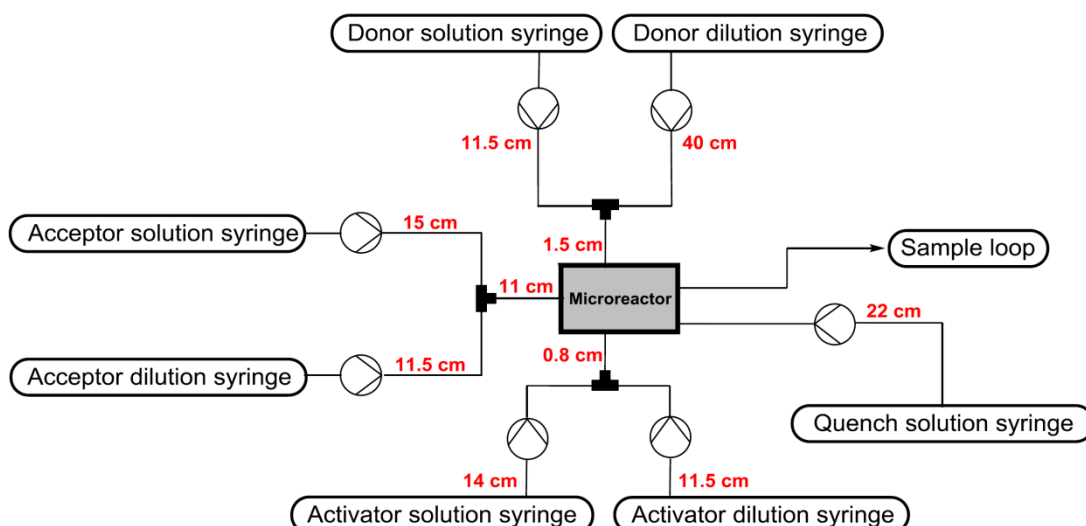 Donor solution syringe
Donor dilution syringe
11.5 cm
40 cm
Acceptor solution syringe
15 cm
1.5 cm
Sample loop
11 cm
Microreactor
22 cm
0.8 cm
Acceptor dilution syringe
11.5 cm
Quench solution syringe
14 cm
11.5 cm
Activator solution syringe
Activator dilution syringe